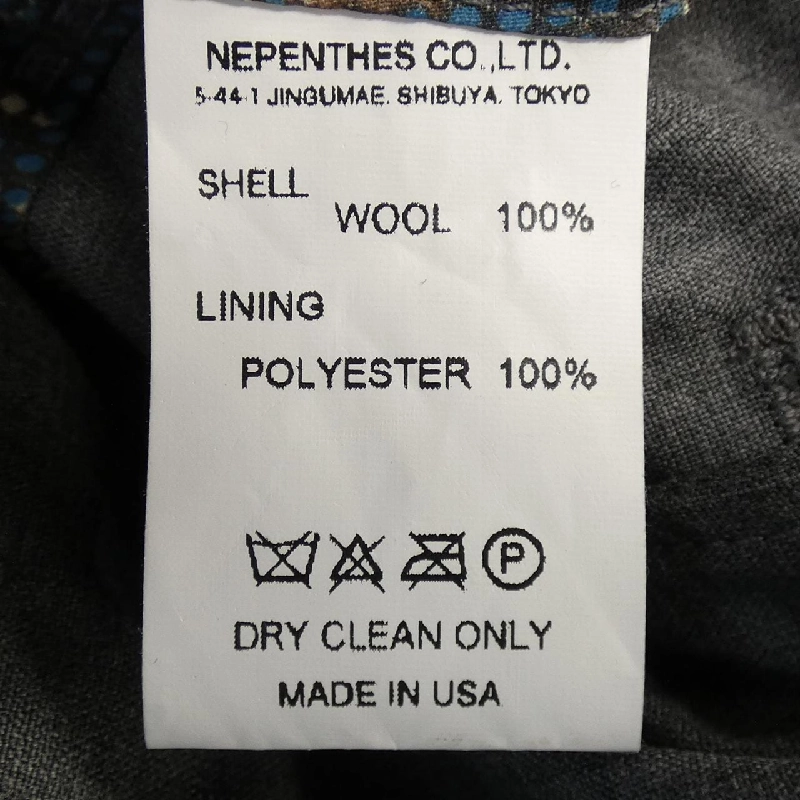 NEPENTHES CO.,LTD.
5-44-1 JINGUMAE. SHIBUYA. TOKYO
SHELL
WOOL 100%
LINING
POLYESTER 100%
P
DRY CLEAN ONLY
MADE IN USA